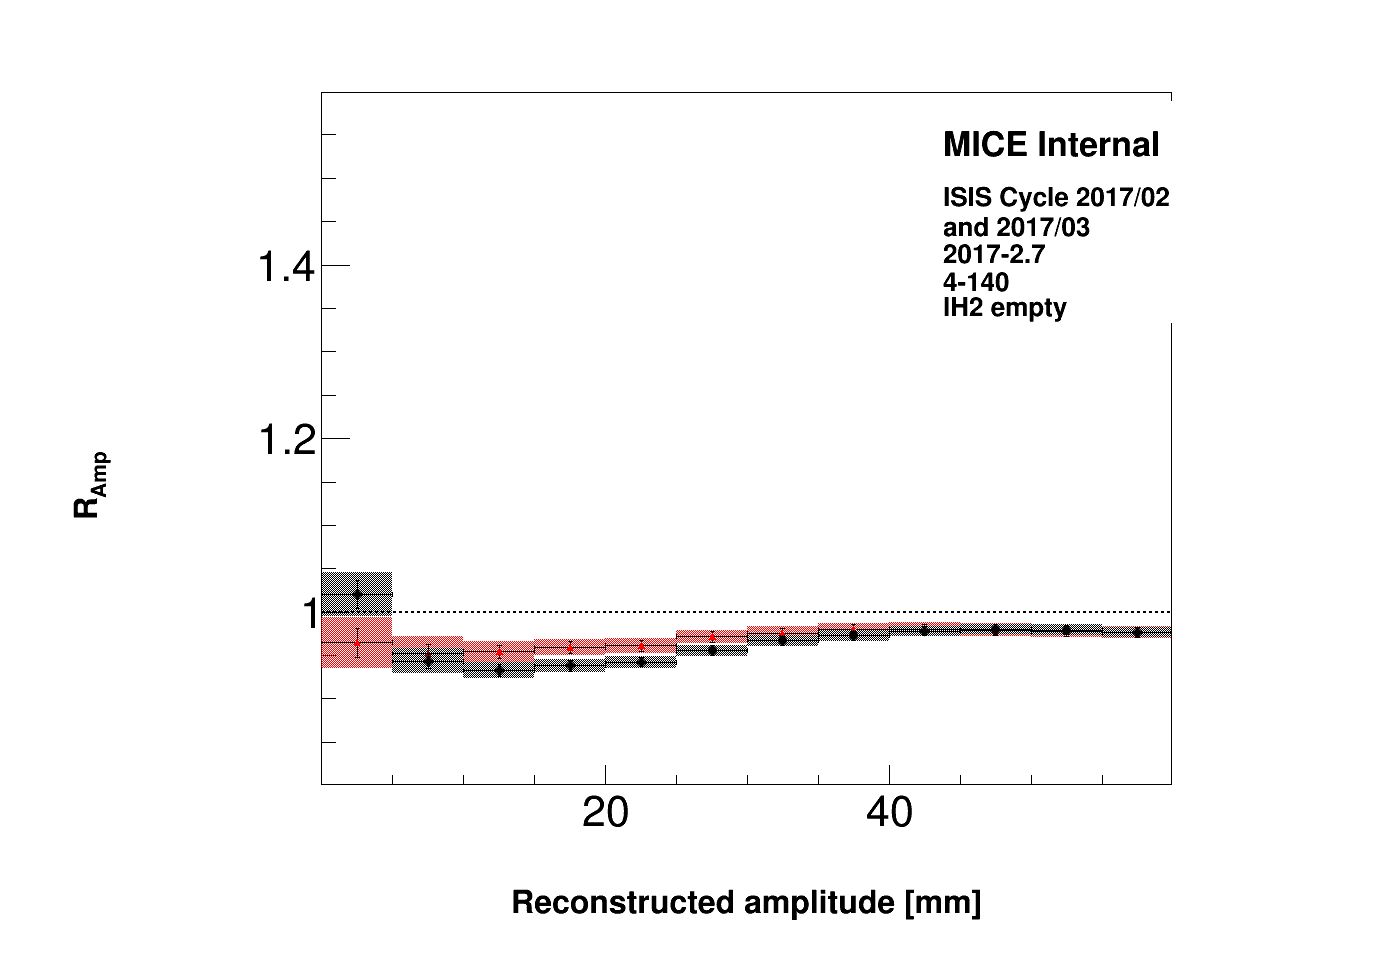 MICE Internal
ISIS Cycle 2017/02
and 2017/03
2017-2.7
4-140
lH2 empty
1.4
1.2
1
R_Amp
20
40
Reconstructed amplitude [mm]